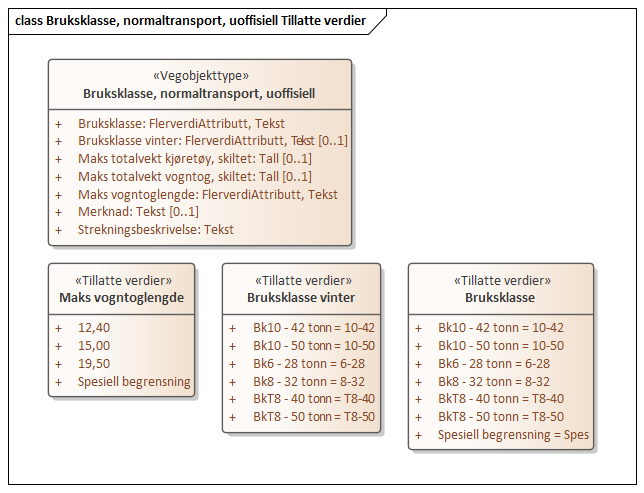 class Bruksklasse, normaltransport, uoffisiell Tillatte verdier
«Vegobjekttype»
Bruksklasse, normaltransport, uoffisiell
+ Bruksklasse: FlerverdiAttributt, Tekst
+ Bruksklasse vinter: FlerverdiAttributt, Tekst [0..1]
+ Maks totalvekt kjøretøy, skiltet: Tall [0..1]
+ Maks totalvekt vogntog, skiltet: Tall [0..1]
+ Maks vogntoglengde: FlerverdiAttributt, Tekst
+ Merknad: Tekst [0..1]
+ Strekningsbeskrivelse: Tekst
«Tillatte verdier»
Maks vogntoglengde
+ 12,40
+ 15,00
+ 19,50
+ Spesiell begrensning
«Tillatte verdier»
Bruksklasse vinter
+ Bk10 - 42 tonn = 10-42
+ Bk10 - 50 tonn = 10-50
+ Bk6 - 28 tonn = 6-28
+ Bk8 - 32 tonn = 8-32
+ BkT8 - 40 tonn = T8-40
+ BkT8 - 50 tonn = T8-50
«Tillatte verdier»
Bruksklasse
+ Bk10 - 42 tonn = 10-42
+ Bk10 - 50 tonn = 10-50
+ Bk6 - 28 tonn = 6-28
+ Bk8 - 32 tonn = 8-32
+ BkT8 - 40 tonn = T8-40
+ BkT8 - 50 tonn = T8-50
+ Spesiell begrensning = Spes